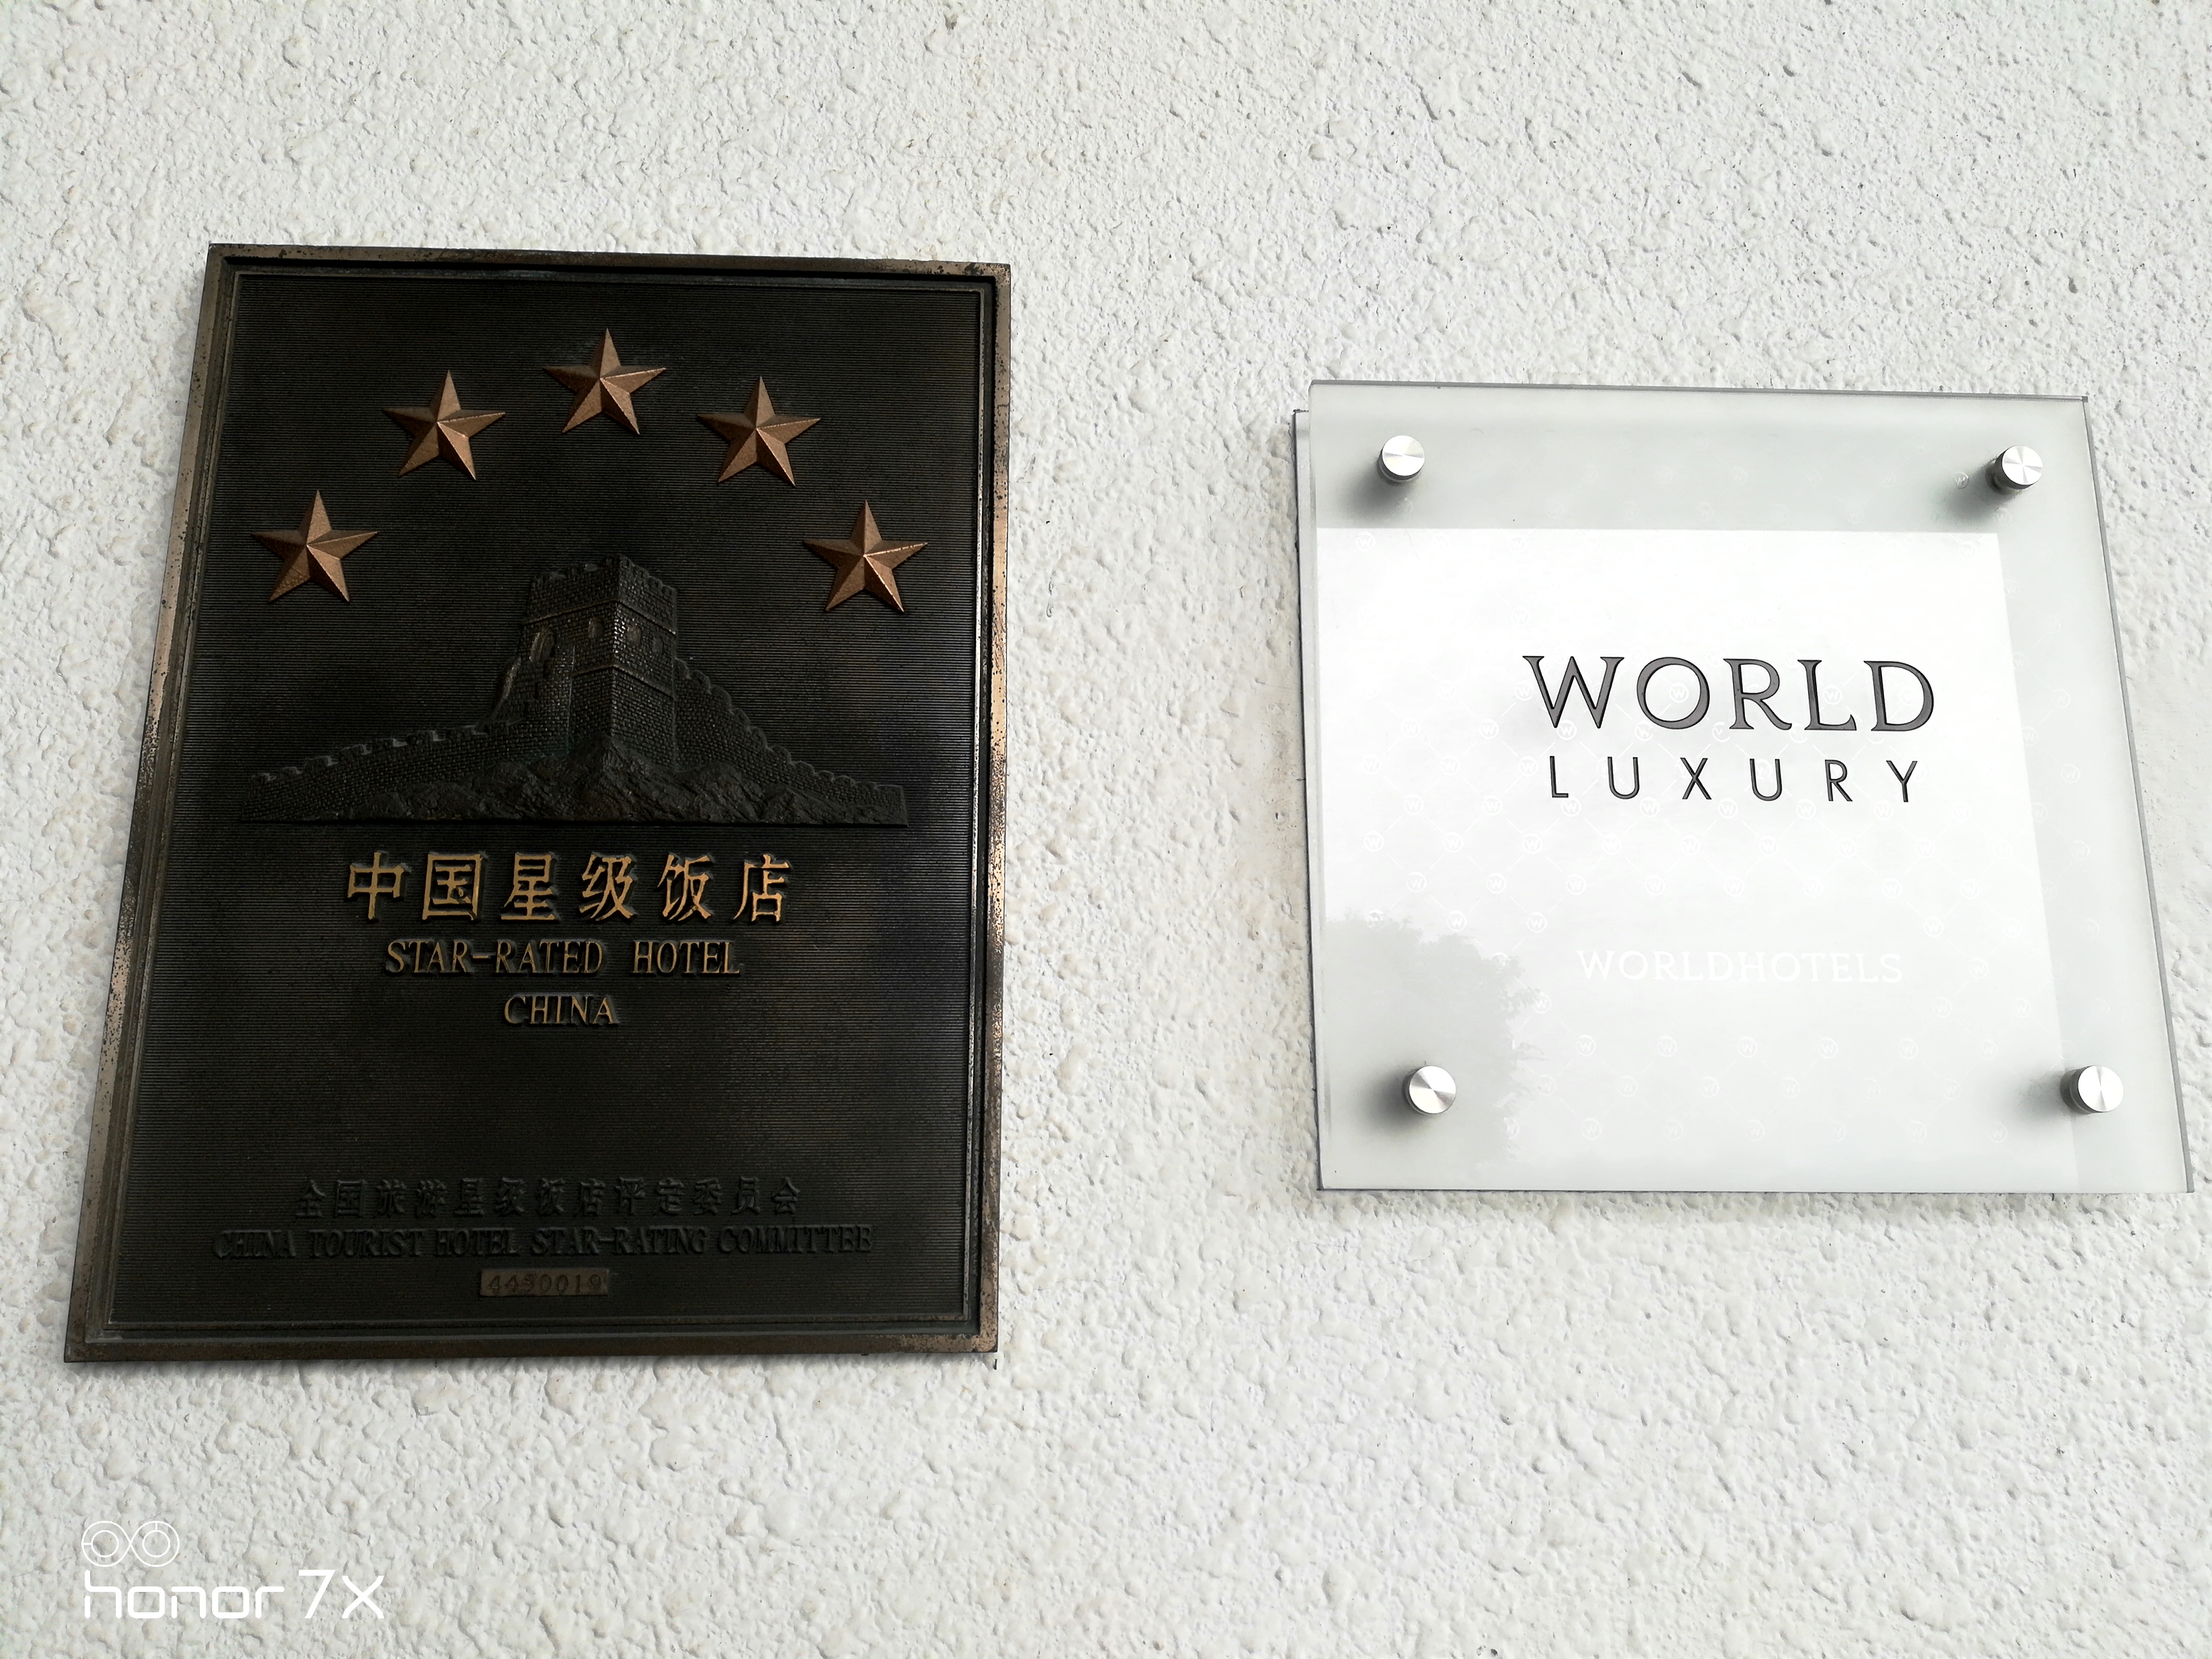 中国星级饭店
STAR-RATED HOTEL
CHINA
全国旅游星级饭店评定委员会
CHINA TOURIST HOTEL STAR-RATING COMMITTEE
4450019
WORLD
LUXURY
WORLDHOTELS
honor 7X